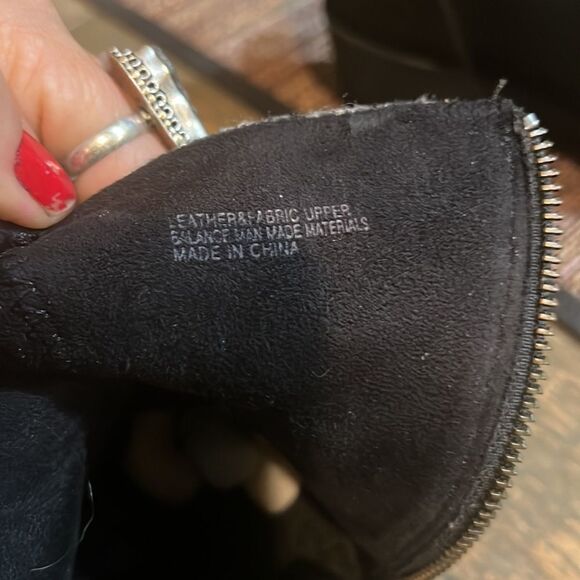 LEATHER&FABRIC UPPER
BALANCE MAN MADE MATERIALS
MADE IN CHINA